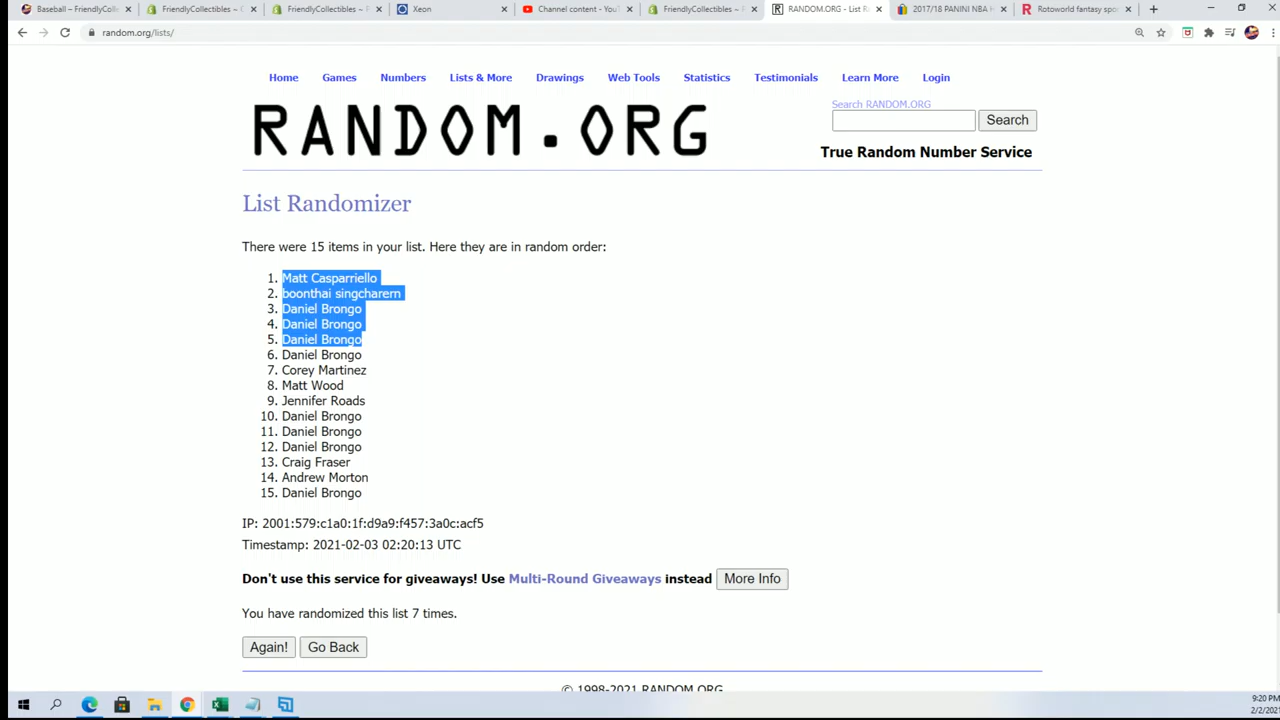 Baseball – FriendlyColl
FriendlyCollectibles –
FriendlyCollectibles –
Xeon
Channel content - YouT
FriendlyCollectibles –
RANDOM.ORG - List R
2017/18 PANINI NBA H
Rotoworld fantasy spo
random.org/lists/
Home Games Numbers Lists & More Drawings Web Tools Statistics Testimonials Learn More Login
RANDOM.ORG
Search RANDOM.ORG
Search
True Random Number Service
List Randomizer
There were 15 items in your list. Here they are in random order:
1. Matt Casparriello
2. boonthai singcharern
3. Daniel Brongo
4. Daniel Brongo
5. Daniel Brongo
6. Daniel Brongo
7. Corey Martinez
8. Matt Wood
9. Jennifer Roads
10. Daniel Brongo
11. Daniel Brongo
12. Daniel Brongo
13. Craig Fraser
14. Andrew Morton
15. Daniel Brongo
IP: 2001:579:c1a0:1f:d9a9:f457:3a0c:acf5
Timestamp: 2021-02-03 02:20:13 UTC
Don't use this service for giveaways! Use Multi-Round Giveaways instead More Info
You have randomized this list 7 times.
Again! Go Back
© 1998-2021 RANDOM.ORG
9:20 PM
2/2/2021